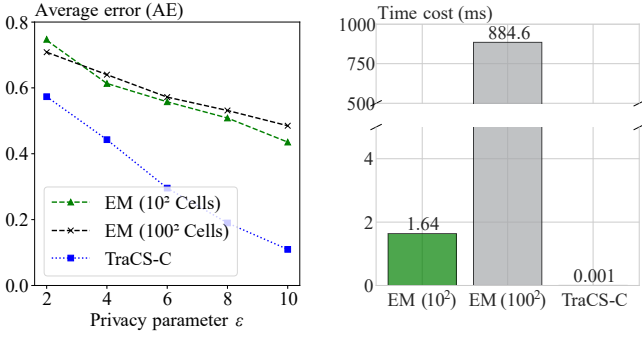 Average error (AE)
0.8
0.6
0.4
0.2
0.0
EM (10² Cells)
EM (100² Cells)
TraCS-C
2 4 6 8 10
Privacy parameter ε
Time cost (ms)
1000
750
500
4
2
0
884.6
1.64
0.001
EM (10²) EM (100²) TraCS-C